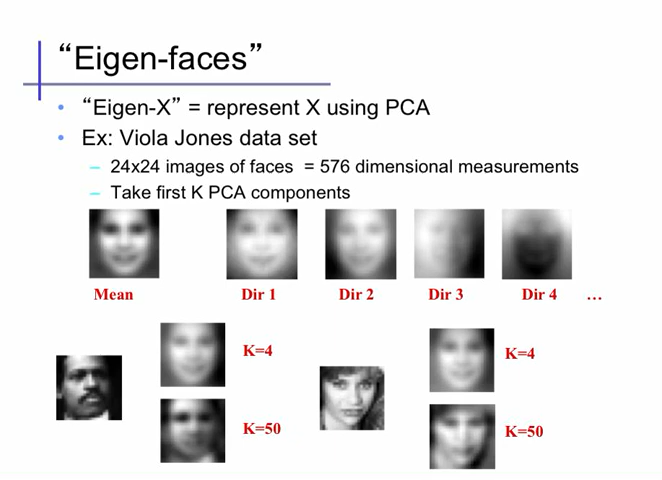 “Eigen-faces”
• “Eigen-X” = represent X using PCA
• Ex: Viola Jones data set
– 24x24 images of faces = 576 dimensional measurements
– Take first K PCA components
Mean Dir 1 Dir 2 Dir 3 Dir 4 …
K=4 K=4
K=50 K=50